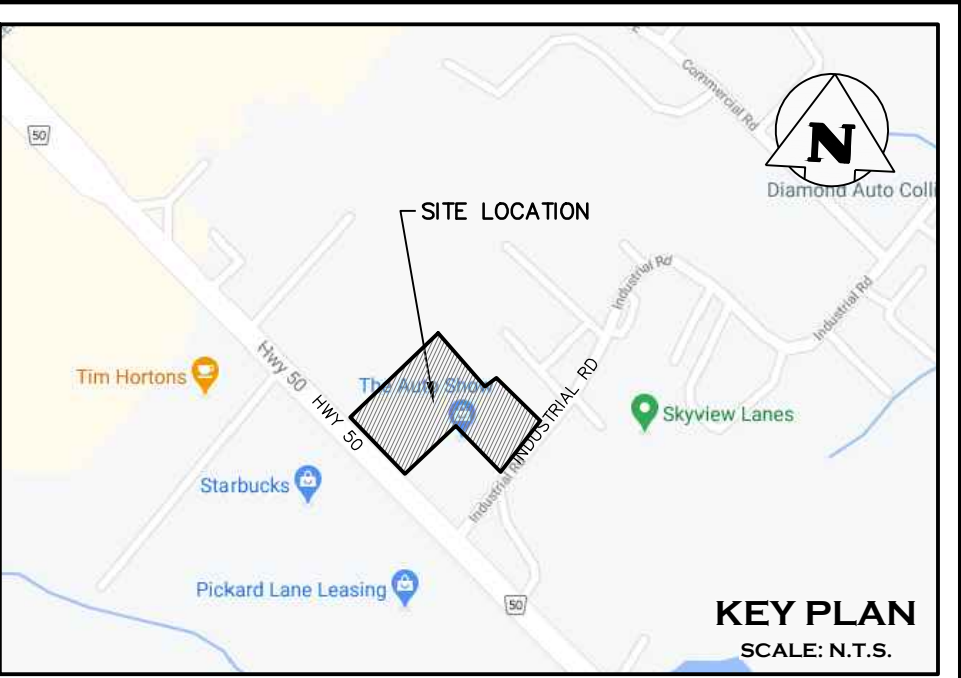 Commercial Rd
50
N
Diamond Auto Colli
SITE LOCATION
Industrial Rd
Industrial Rd
Hwy 50
HWY 50
Tim Hortons
The Auto Show
INDUSTRIAL RD
Skyview Lanes
Starbucks
Industrial Rd
Pickard Lane Leasing
50
KEY PLAN
SCALE: N.T.S.